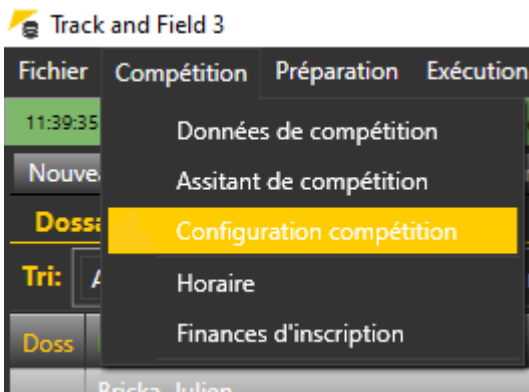 Track and Field 3
Fichier Compétition Préparation Exécution
11:39:35
Données de compétition
Nouve
Assitant de compétition
Dossa
Configuration compétition
Tri: A
Horaire
Doss
Finances d'inscription
Bricka, Julien